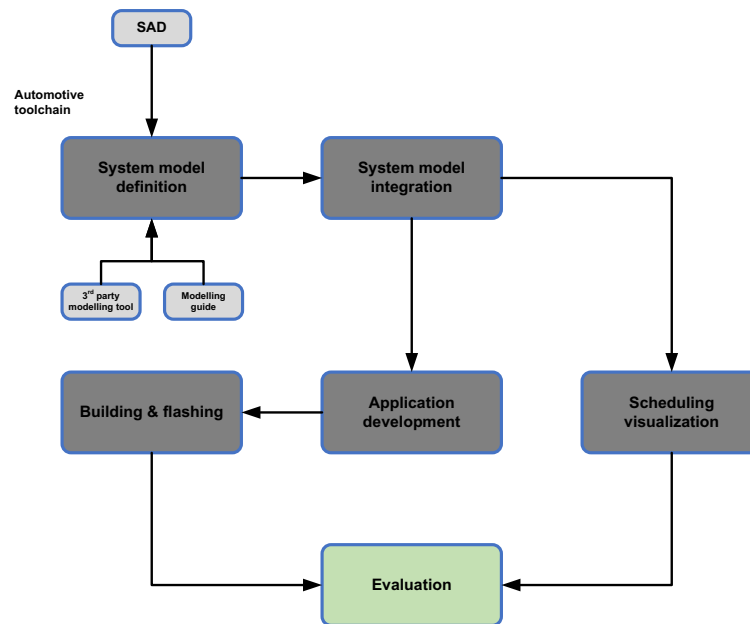 SAD
Automotive
toolchain
System model
definition
System model
integration
3rd party
modelling tool
Modelling
guide
Building & flashing
Application
development
Scheduling
visualization
Evaluation